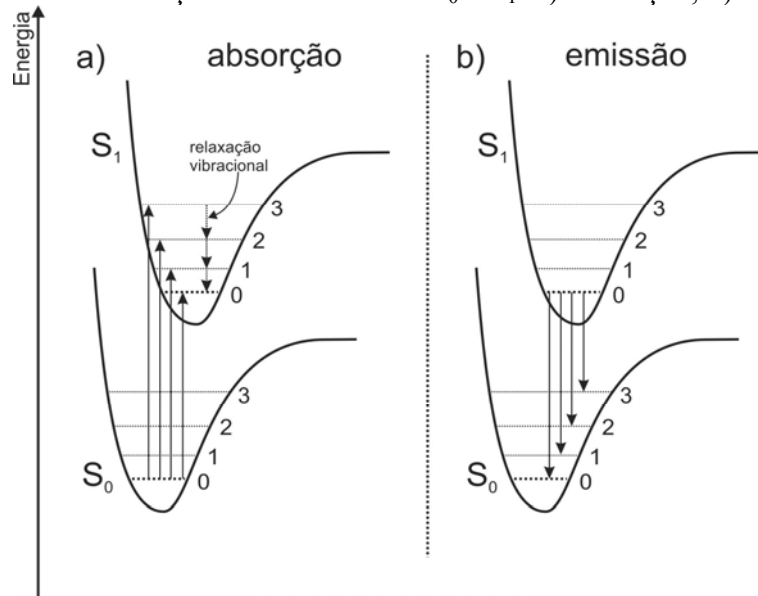 Energia
a) absorção
b) emissão
S1
relaxação
vibracional
3
2
1
0
S0
3
2
1
0
S1
3
2
1
0
S0
3
2
1
0